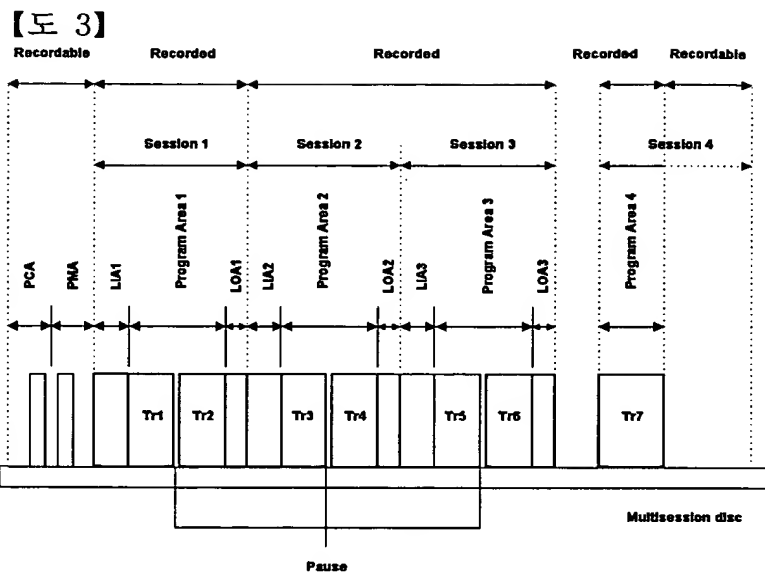 【도 3】
Recordable Recorded Recorded Recorded Recordable
Session 1 Session 2 Session 3 Session 4
PCA PMA LIA1 Program Area 1 LOA1 LIA2 Program Area 2 LOA2 LIA3 Program Area 3 LOA3 Program Area 4
Tr1 Tr2 Tr3 Tr4 Tr5 Tr6 Tr7
Multisession disc
Pause